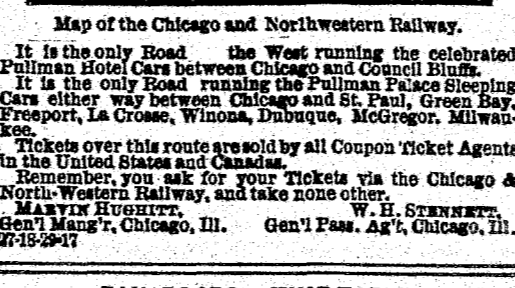 Map of the Chicago and Northwestern Railway.
It is the only Road the West running the celebrated
Pullman Hotel Cars between Chicago and Council Bluffs.
It is the only Road running the Pullman Palace Sleeping
Cars either way between Chicago and St. Paul, Green Bay,
Freeport, La Crosse, Winona, Dubuque, McGregor, Milwau-
kee.
Tickets over this route are sold by all Coupon Ticket Agents
in the United States and Canadas.
Remember, you ask for your Tickets via the Chicago &
North-Western Railway, and take none other.
MARVIN HUGHITT, W. H. STENNETT,
Gen'l Mang'r, Chicago, Ill. Gen'l Pass. Ag't, Chicago, Ill.
27-18-29-17